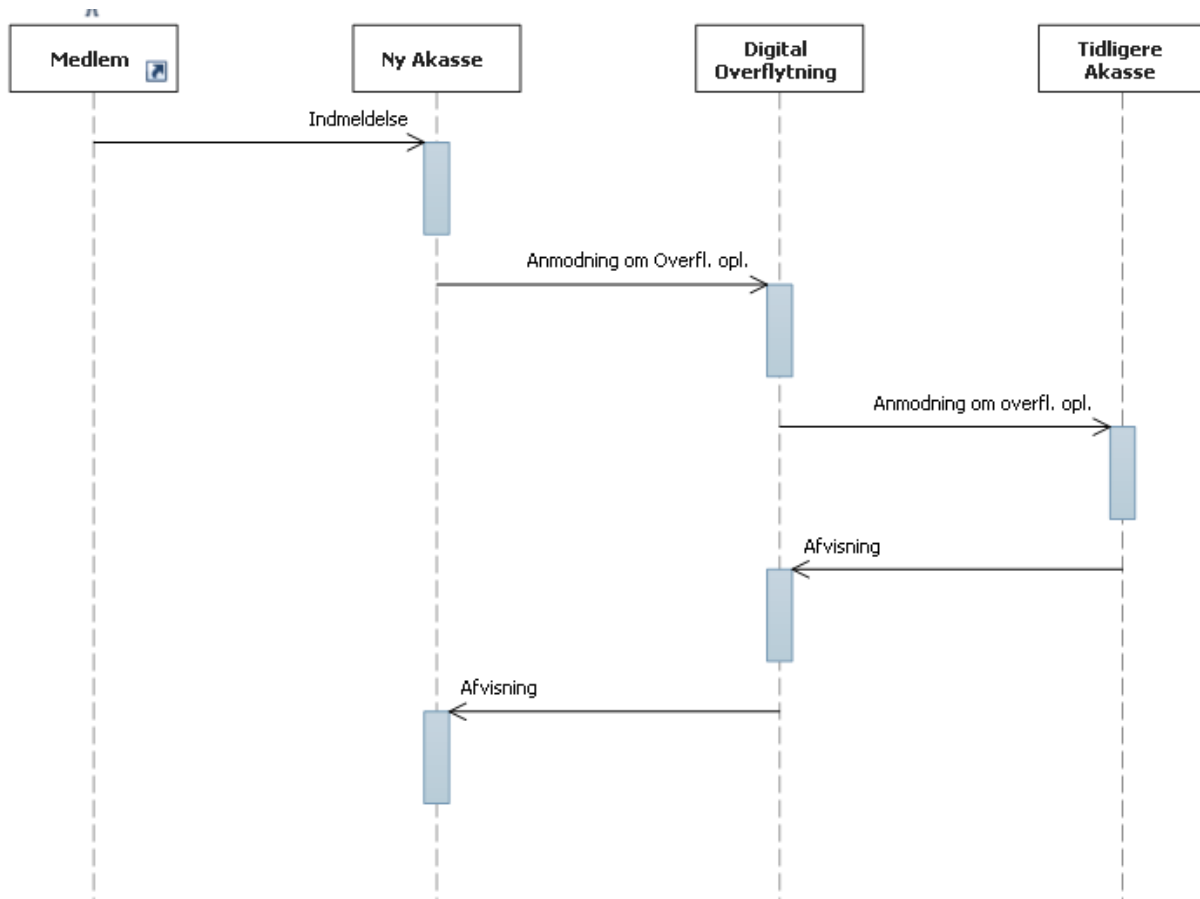 Medlem
Ny Akasse
Digital
Overflytning
Tidligere
Akasse
Indmeldelse
Anmodning om Overfl. opl.
Anmodning om overfl. opl.
Afvisning
Afvisning